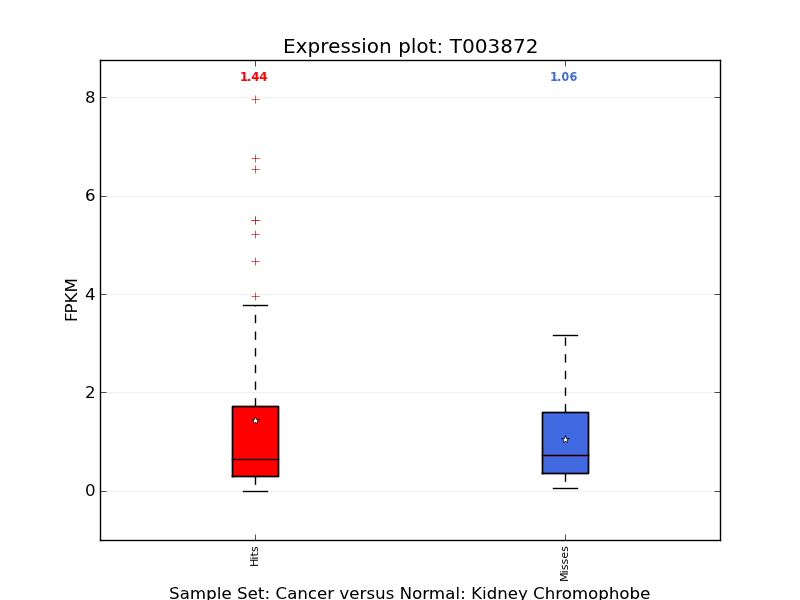 Expression plot: T003872
1.44 1.06
8
6
4
2
0
FPKM
Hits Misses
Sample Set: Cancer versus Normal: Kidney Chromophobe